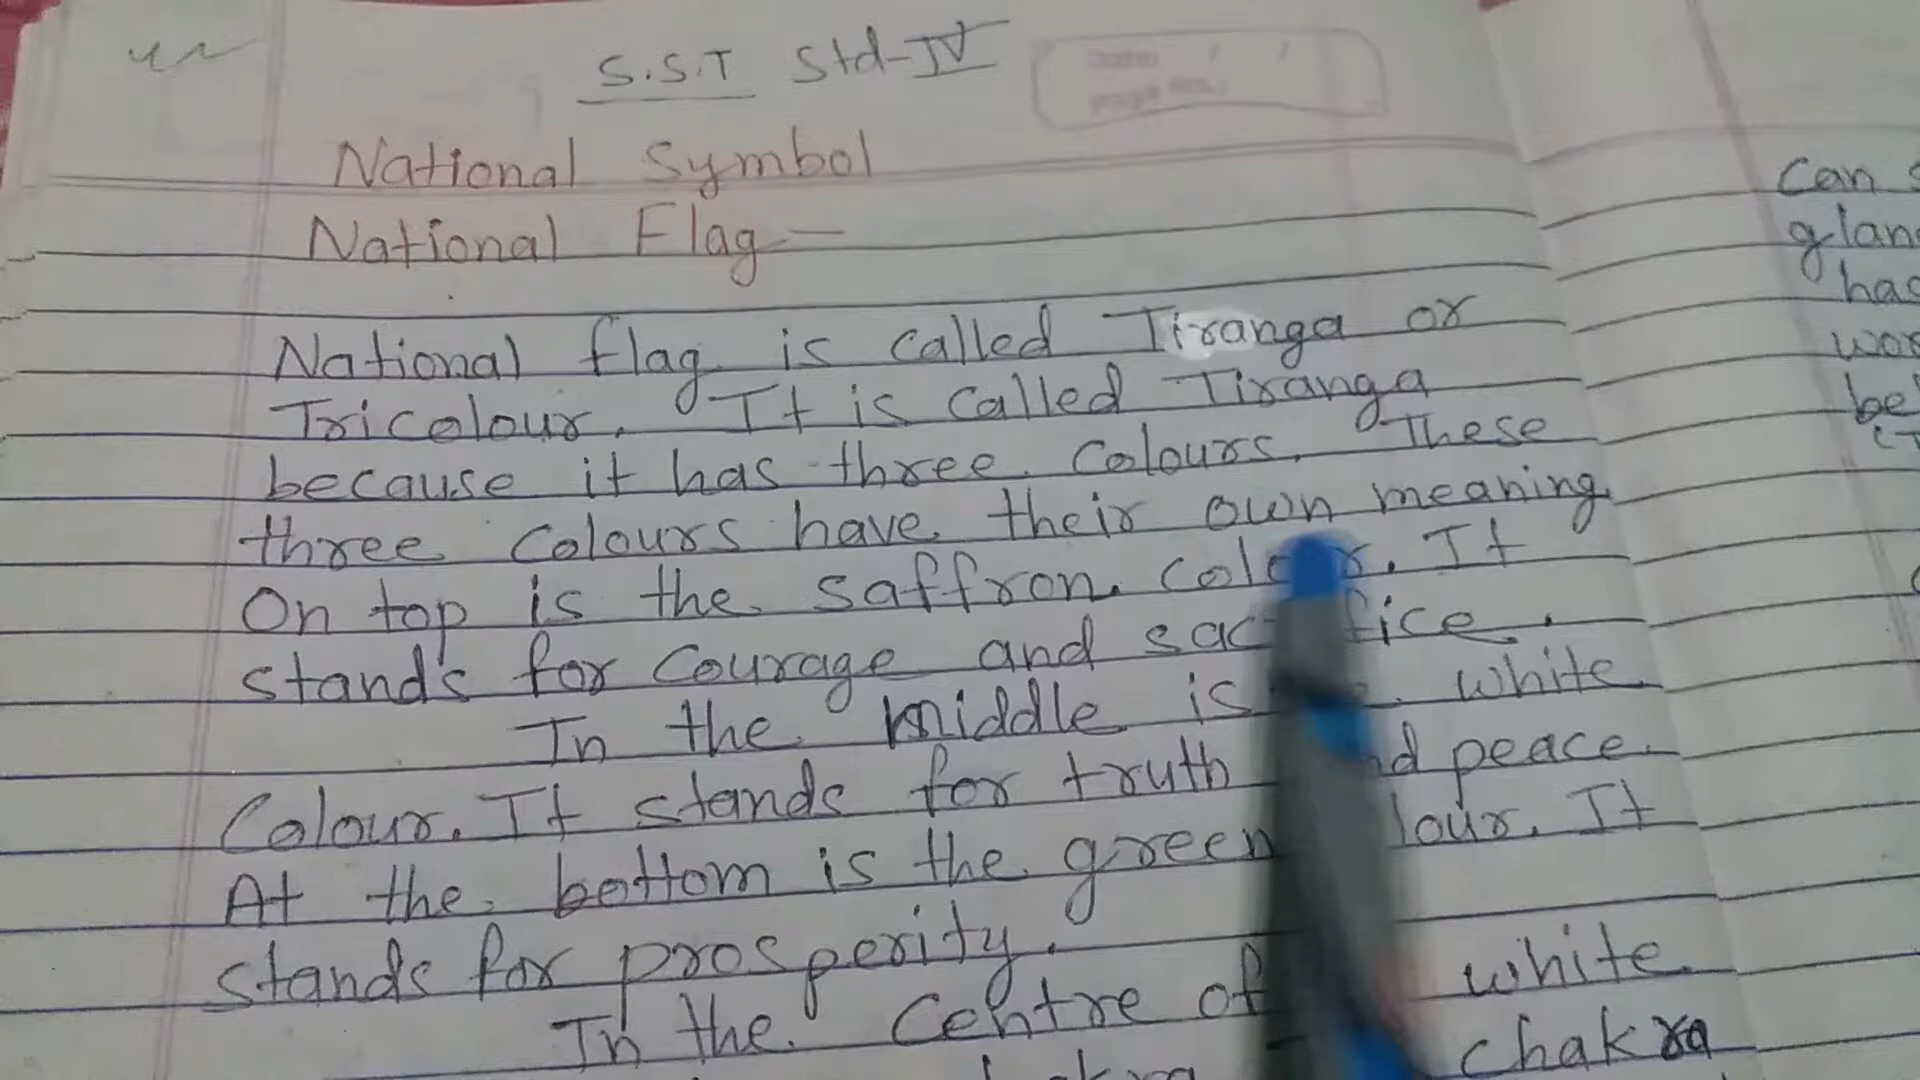 S.S.T Std-IV
National Symbol
National Flag-
National flag is called Tiranga or
Tricolour. It is called Tiranga
because it has three colours. These
three colours have their own meaning
On top is the saffron It
stands for courage and
In the middle is white
Colour. It stands for truth peace.
At the bottom is the green It
stands for prosperity.
In the Centre of white
chakra
Can
has